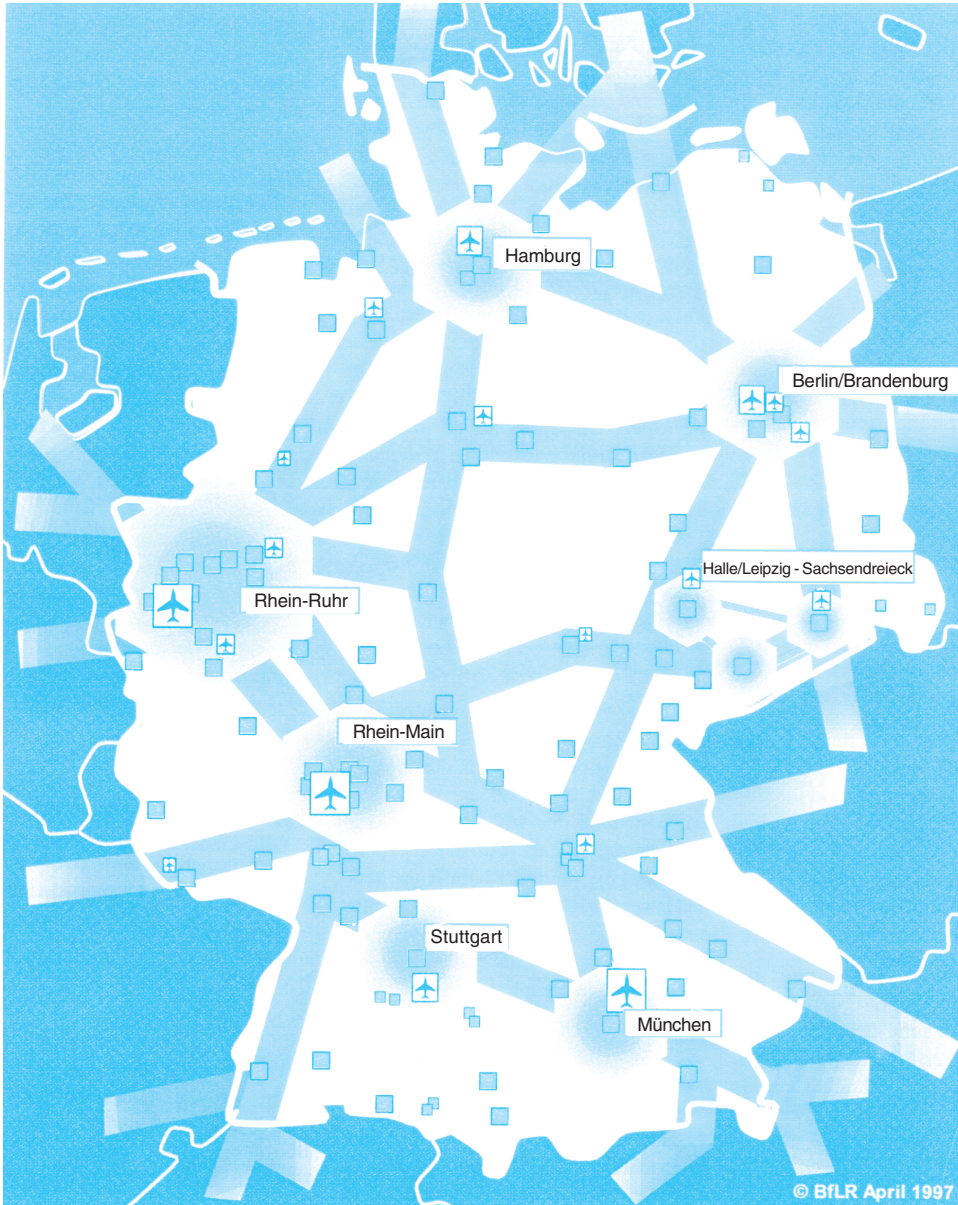 Hamburg
Berlin/Brandenburg
Halle/Leipzig - Sachsendreieck
Rhein-Ruhr
Rhein-Main
Stuttgart
München
© BfLR April 1997